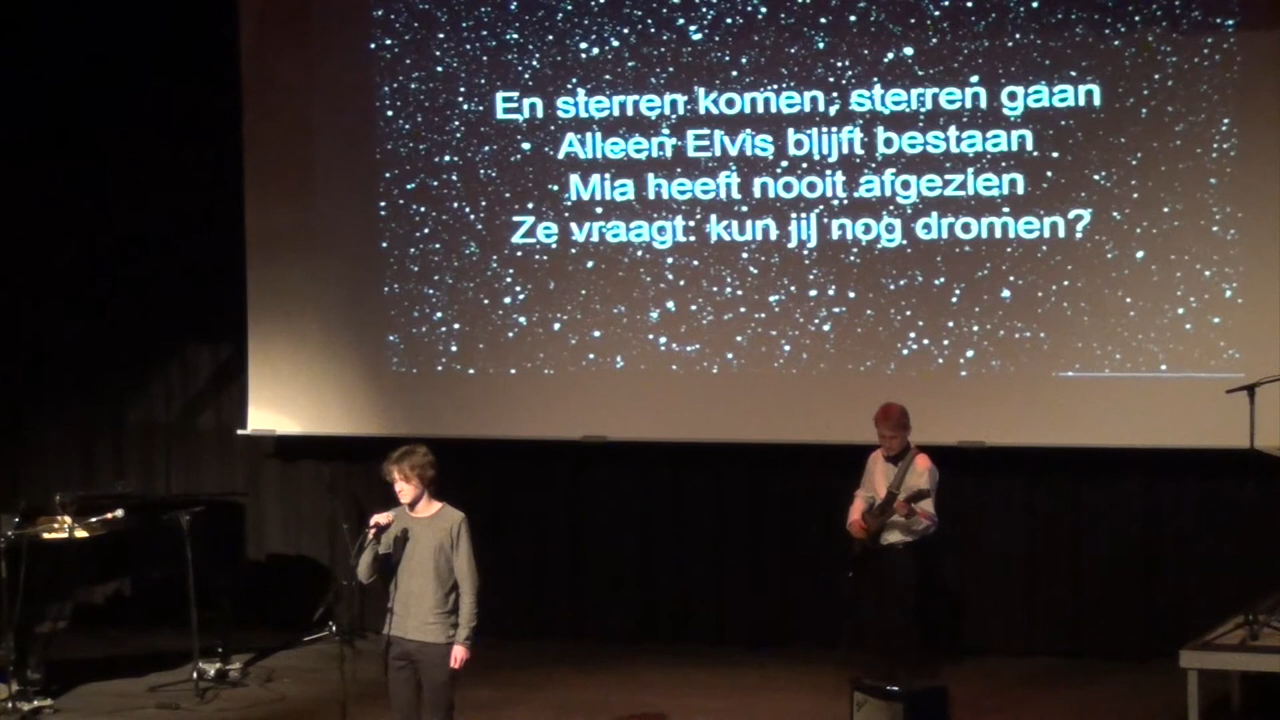 En sterren komen, sterren gaan
Alleen Elvis blijft bestaan
Mia heeft nooit afgezien
Ze vraagt: kun jij nog dromen?